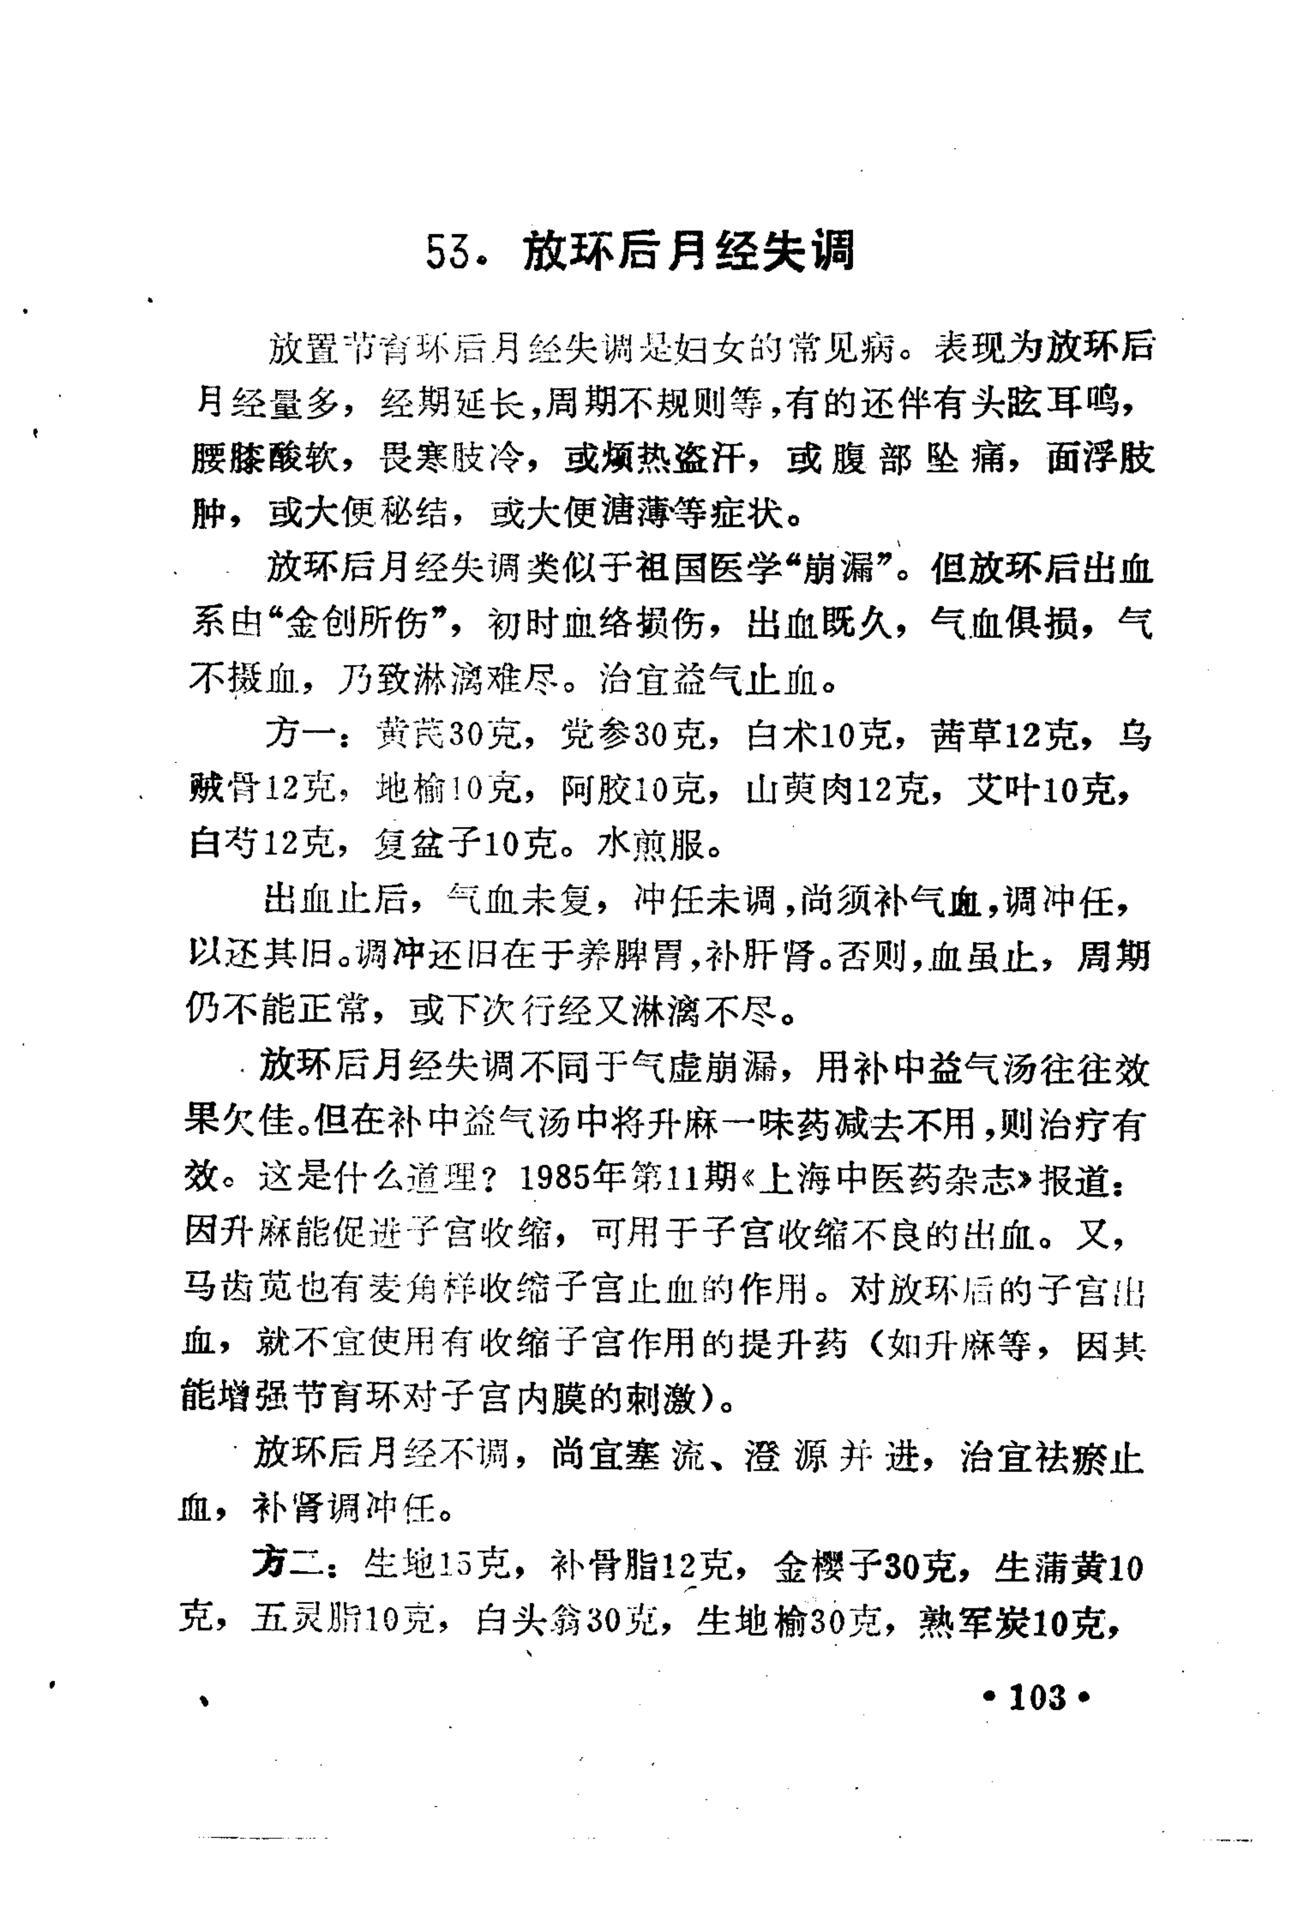 53. 放环后月经失调
放置节育环后月经失调是妇女的常见病。表现为放环后
月经量多，经期延长，周期不规则等，有的还伴有头眩耳鸣，
腰膝酸软，畏寒肢冷，或烦热盗汗，或腹部坠痛，面浮肢
肿，或大便秘结，或大便溏薄等症状。
放环后月经失调类似于祖国医学“崩漏”。但放环后出血
系由“金创所伤”，初时血络损伤，出血既久，气血俱损，气
不摄血，乃致淋漓难尽。治宜益气止血。
方一：黄芪30克，党参30克，白术10克，茜草12克，乌
贼骨12克，地榆10克，阿胶10克，山萸肉12克，艾叶10克，
白芍12克，复盆子10克。水煎服。
出血止后，气血未复，冲任未调，尚须补气血，调冲任，
以还其旧。调冲还旧在于养脾胃，补肝肾。否则，血虽止，周期
仍不能正常，或下次行经又淋漓不尽。
放环后月经失调不同于气虚崩漏，用补中益气汤往往效
果欠佳。但在补中益气汤中将升麻一味药减去不用，则治疗有
效。这是什么道理？1985年第11期《上海中医药杂志》报道：
因升麻能促进子宫收缩，可用于子宫收缩不良的出血。又，
马齿苋也有麦角样收缩子宫止血的作用。对放环后的子宫出
血，就不宜使用有收缩子宫作用的提升药（如升麻等，因其
能增强节育环对子宫内膜的刺激）。
放环后月经不调，尚宜塞流、澄源并进，治宜祛瘀止
血，补肾调冲任。
方二：生地15克，补骨脂12克，金樱子30克，生蒲黄10
克，五灵脂10克，白头翁30克，生地榆30克，熟军炭10克，
•103•